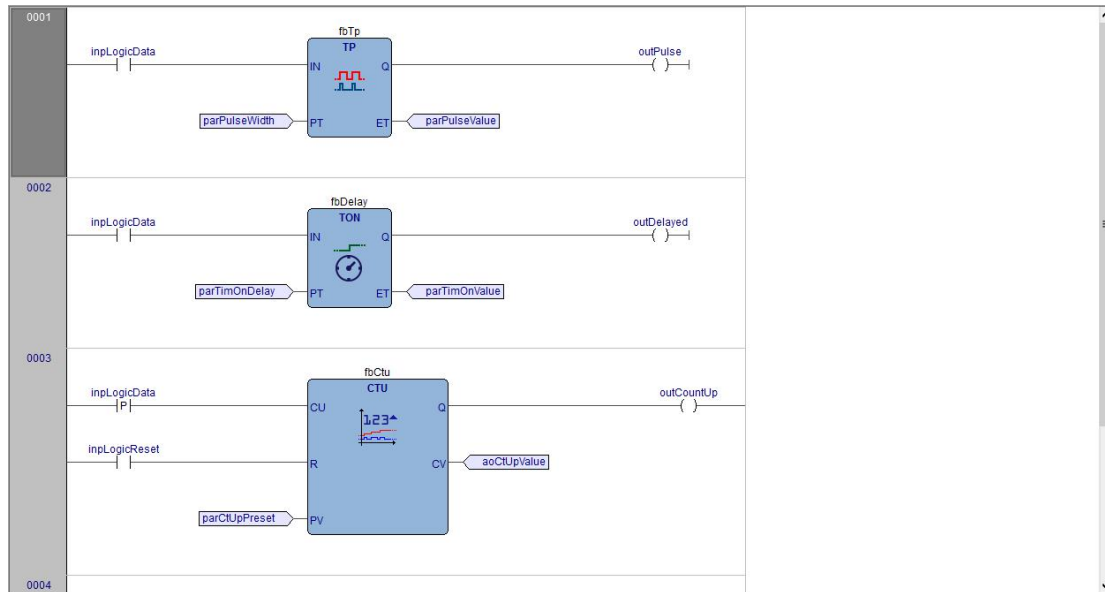 0001
fbTp
TP
inpLogicData
outPulse
IN
Q
parPulseWidth
PT
ET
parPulseValue
0002
fbDelay
TON
inpLogicData
outDelayed
IN
Q
parTimOnDelay
PT
ET
parTimOnValue
0003
fbCtu
CTU
inpLogicData
outCountUp
P
CU
Q
123
inpLogicReset
R
CV
aoCtUpValue
parCtUpPreset
PV
0004